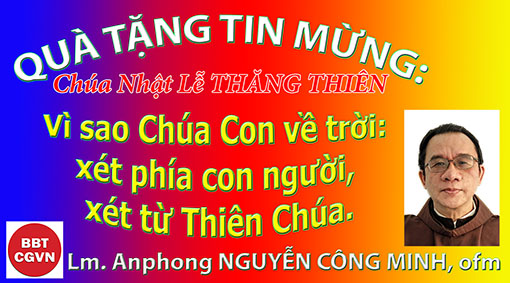 QUÀ TẶNG TIN MỪNG:
Chúa Nhật Lễ THĂNG THIÊN
Vì sao Chúa Con về trời:
xét phía con người,
xét từ Thiên Chúa.
BBT
CGVN
Lm. Anphong NGUYỄN CÔNG MINH, ofm